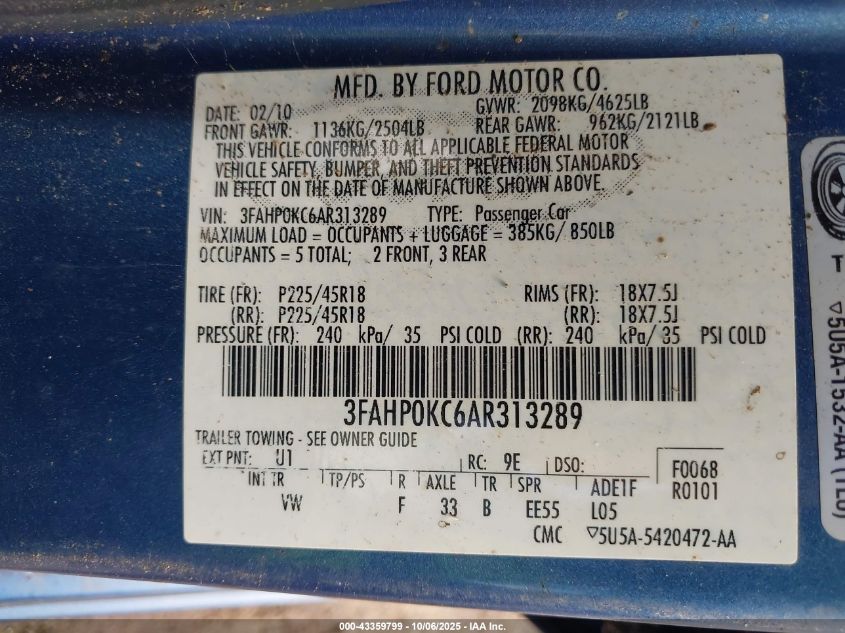 MFD. BY FORD MOTOR CO.
DATE: 02/10 GVWR: 2098KG/4625LB
FRONT GAWR: 1136KG/2504LB REAR GAWR: 962KG/2121LB
THIS VEHICLE CONFORMS TO ALL APPLICABLE FEDERAL MOTOR
VEHICLE SAFETY, BUMPER, AND THEFT PREVENTION STANDARDS
IN EFFECT ON THE DATE OF MANUFACTURE SHOWN ABOVE.
VIN: 3FAHP0KC6AR313289 TYPE: Passenger Car
MAXIMUM LOAD = OCCUPANTS + LUGGAGE = 385KG/ 850LB
OCCUPANTS = 5 TOTAL; 2 FRONT, 3 REAR
TIRE (FR): P225/45R18 RIMS (FR): 18X7.5J
(RR): P225/45R18 (RR): 18X7.5J
PRESSURE (FR): 240 kPa/ 35 PSI COLD (RR): 240 kPa/ 35 PSI COLD
3FAHP0KC6AR313289
TRAILER TOWING - SEE OWNER GUIDE
EXT PNT: U1 RC: 9E DSO: F0068
INT TR TP/PS R AXLE TR SPR ADE1F R0101
VW F 33 B EE55 L05
CMC ▽5U5A-5420472-AA
T
▽5U5A-1532-AA (TEO)
000-43359799 - 10/06/2025 - IAA Inc.